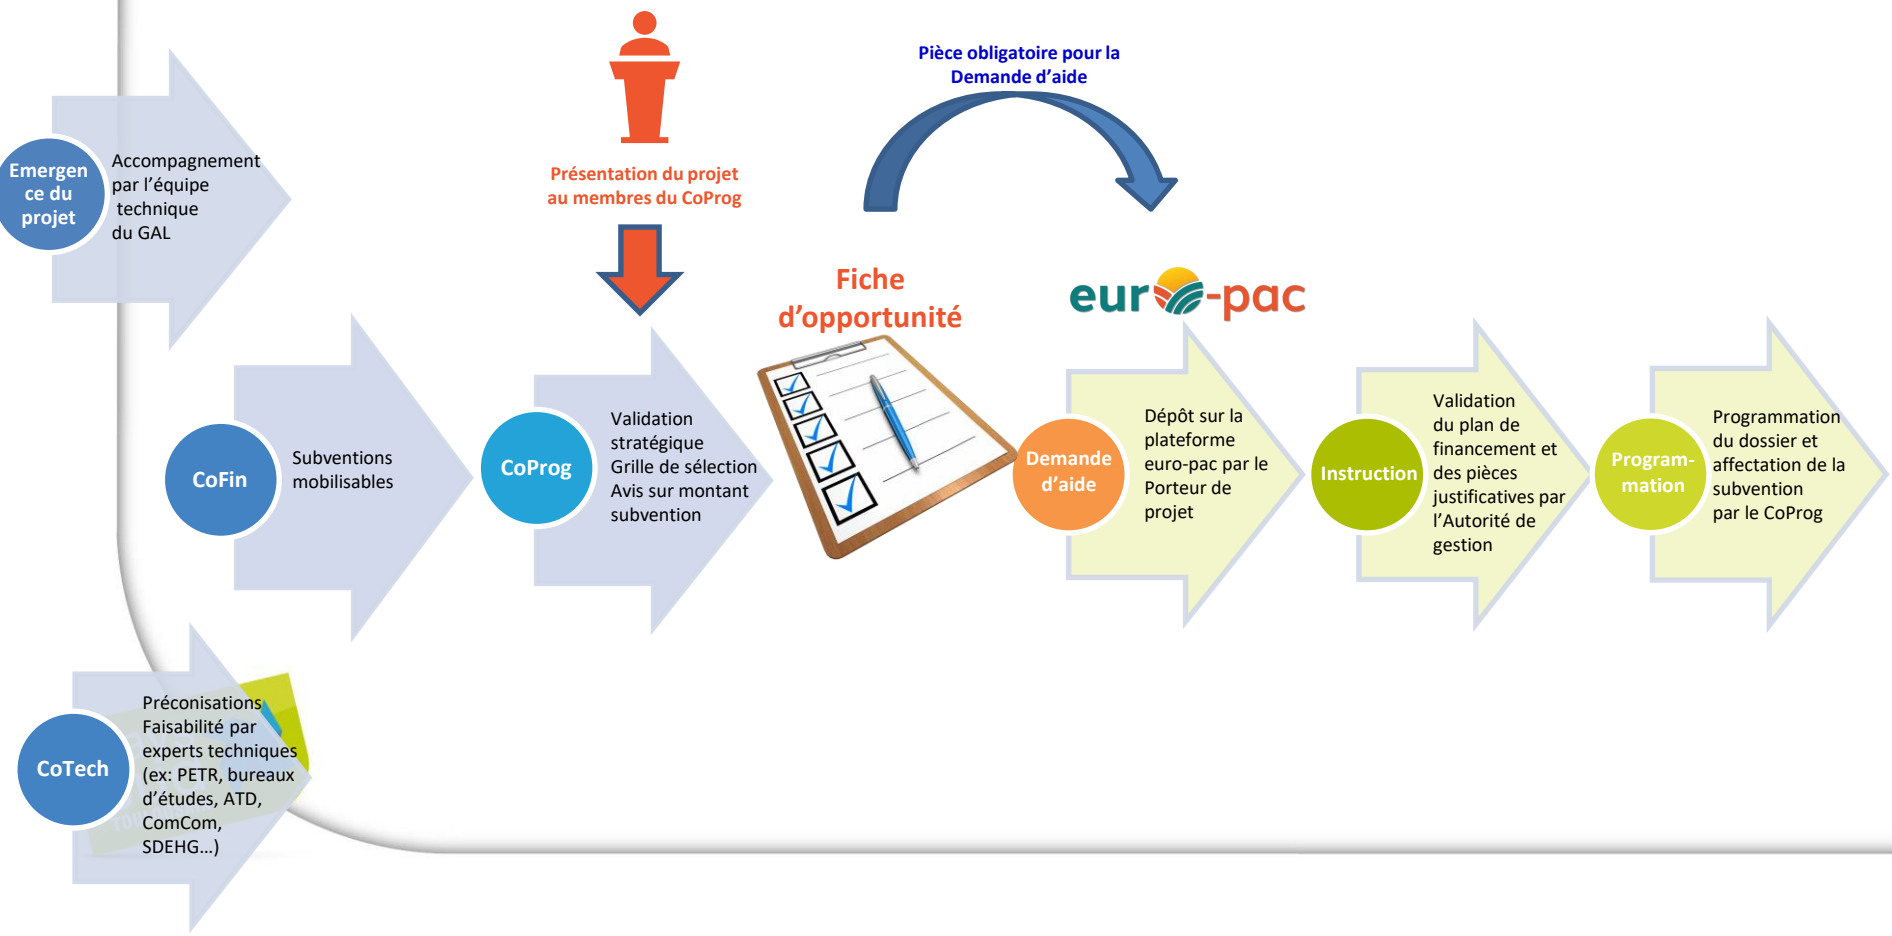 Pièce obligatoire pour la
Demande d’aide
Emergen
ce du
projet
Accompagnement
par l’équipe
technique
du GAL
Présentation du projet
au membres du CoProg
Fiche
d’opportunité
euro-pac
CoFin
Subventions
mobilisables
CoProg
Validation
stratégique
Grille de sélection
Avis sur montant
subvention
Demande
d’aide
Dépôt sur la
plateforme
euro-pac par le
Porteur de
projet
Instruction
Validation
du plan de
financement et
des pièces
justificatives par
l’Autorité de
gestion
Program-
mation
Programmation
du dossier et
affectation de la
subvention
par le CoProg
CoTech
Préconisations
Faisabilité par
experts techniques
(ex: PETR, bureaux
d’études, ATD,
ComCom,
SDEHG…)